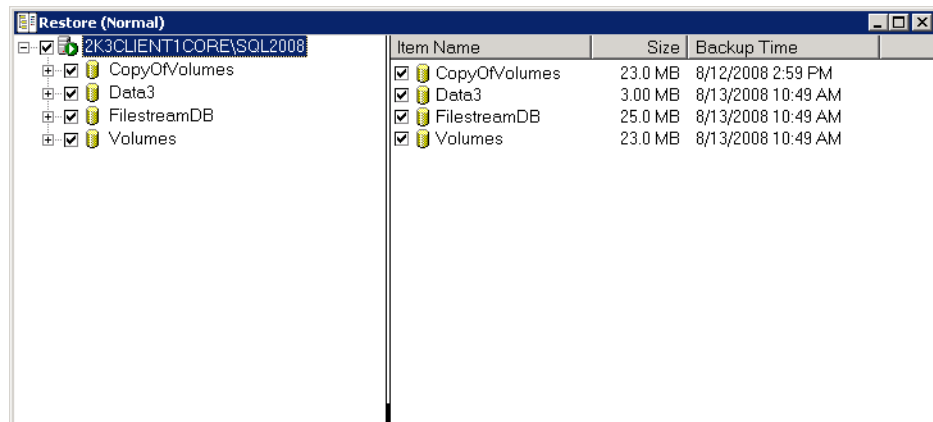 Restore (Normal)
2K3CLIENT1CORE\SQL2008
CopyOfVolumes
Data3
FilestreamDB
Volumes
Item Name Size Backup Time
CopyOfVolumes 23.0 MB 8/12/2008 2:59 PM
Data3 3.00 MB 8/13/2008 10:49 AM
FilestreamDB 25.0 MB 8/13/2008 10:49 AM
Volumes 23.0 MB 8/13/2008 10:49 AM